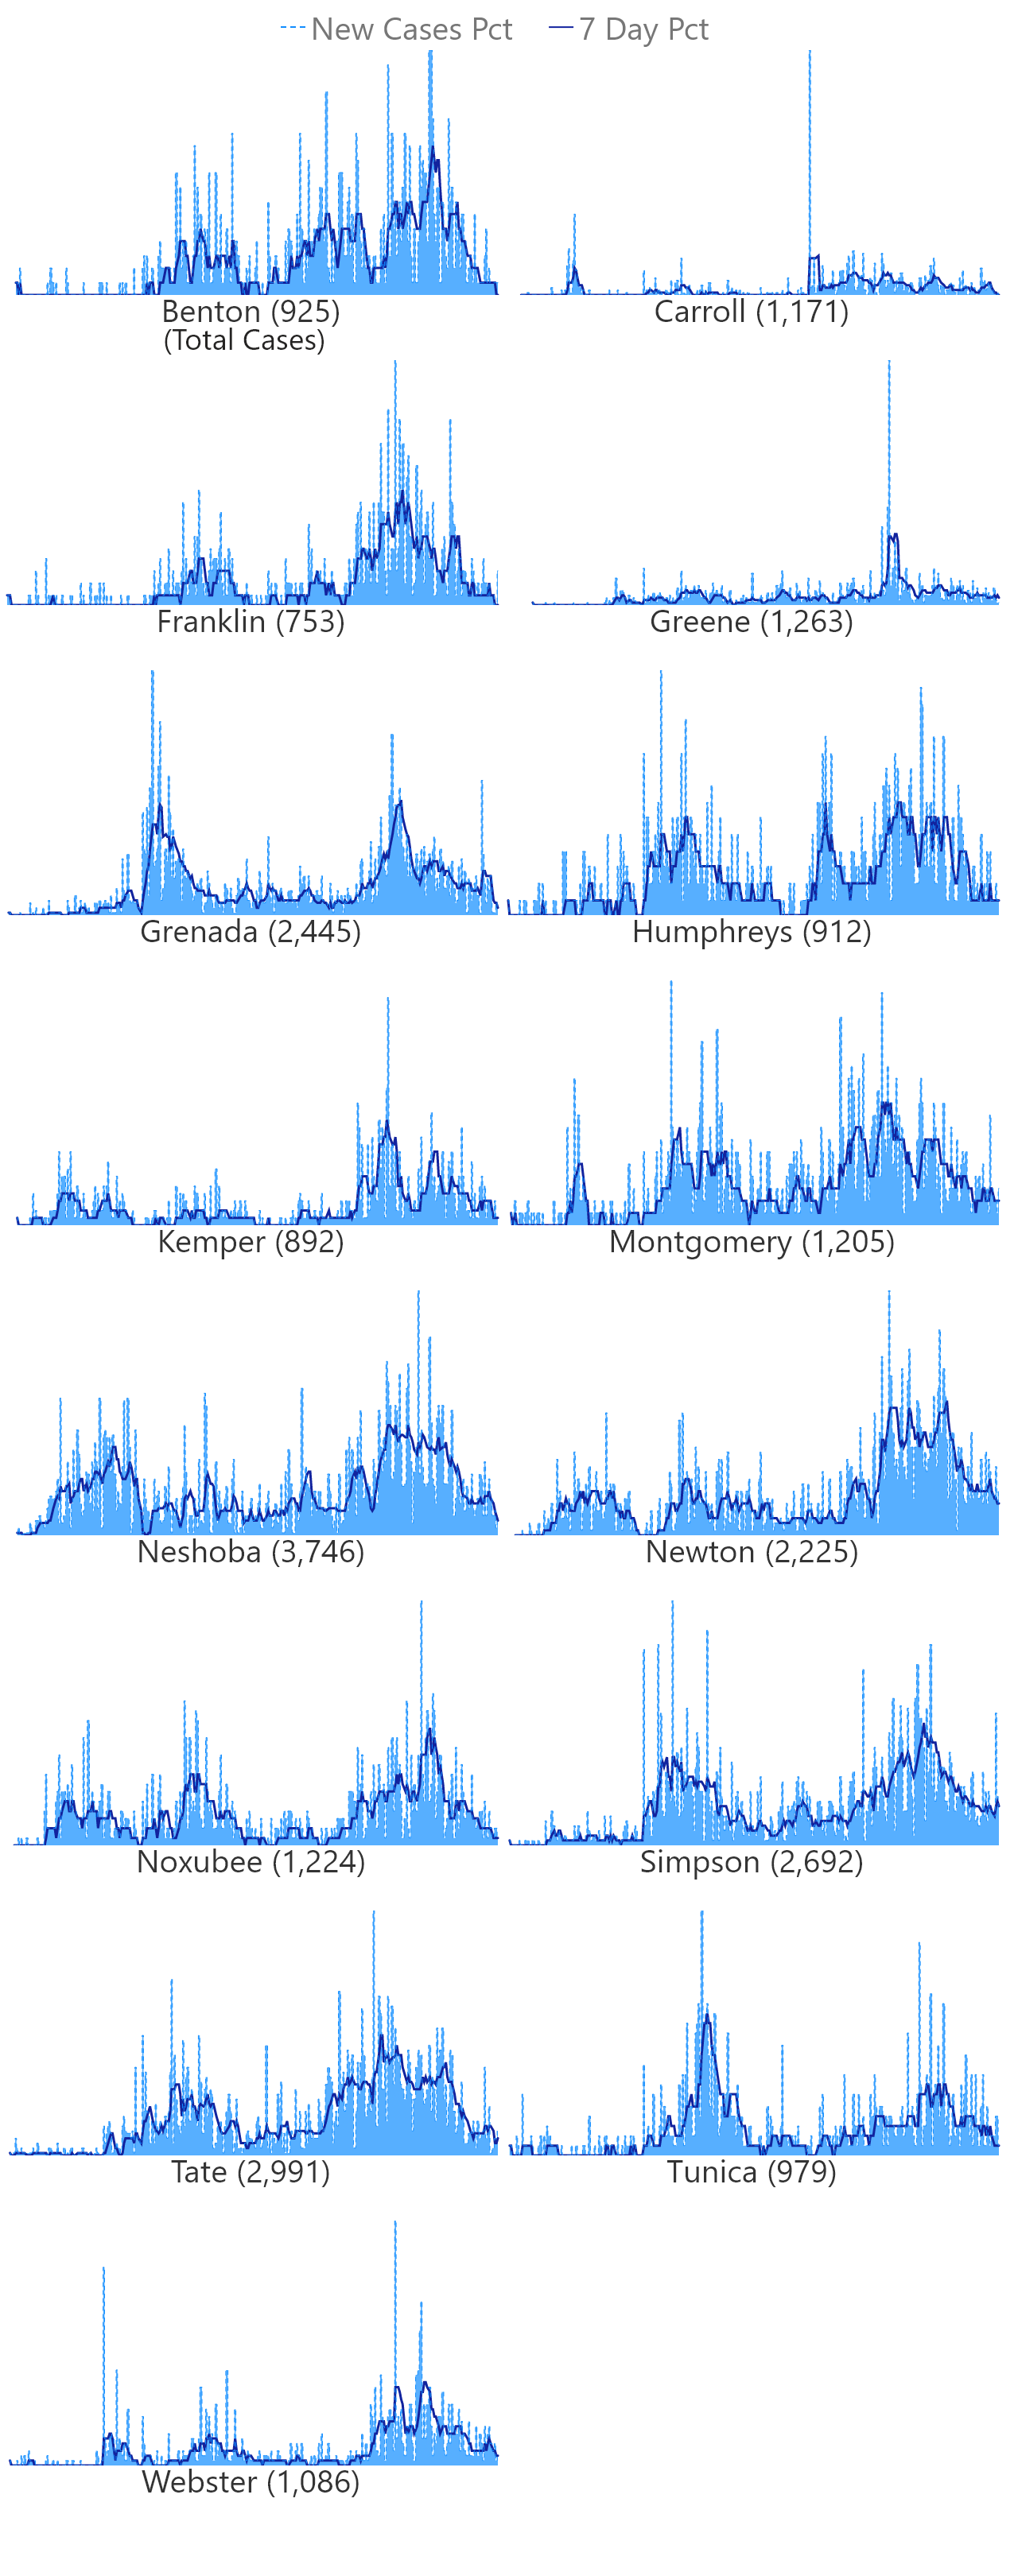 New Cases Pct 7 Day Pct
Benton (925) Carroll (1,171)
(Total Cases)
Franklin (753) Greene (1,263)
Grenada (2,445) Humphreys (912)
Kemper (892) Montgomery (1,205)
Neshoba (3,746) Newton (2,225)
Noxubee (1,224) Simpson (2,692)
Tate (2,991) Tunica (979)
Webster (1,086)